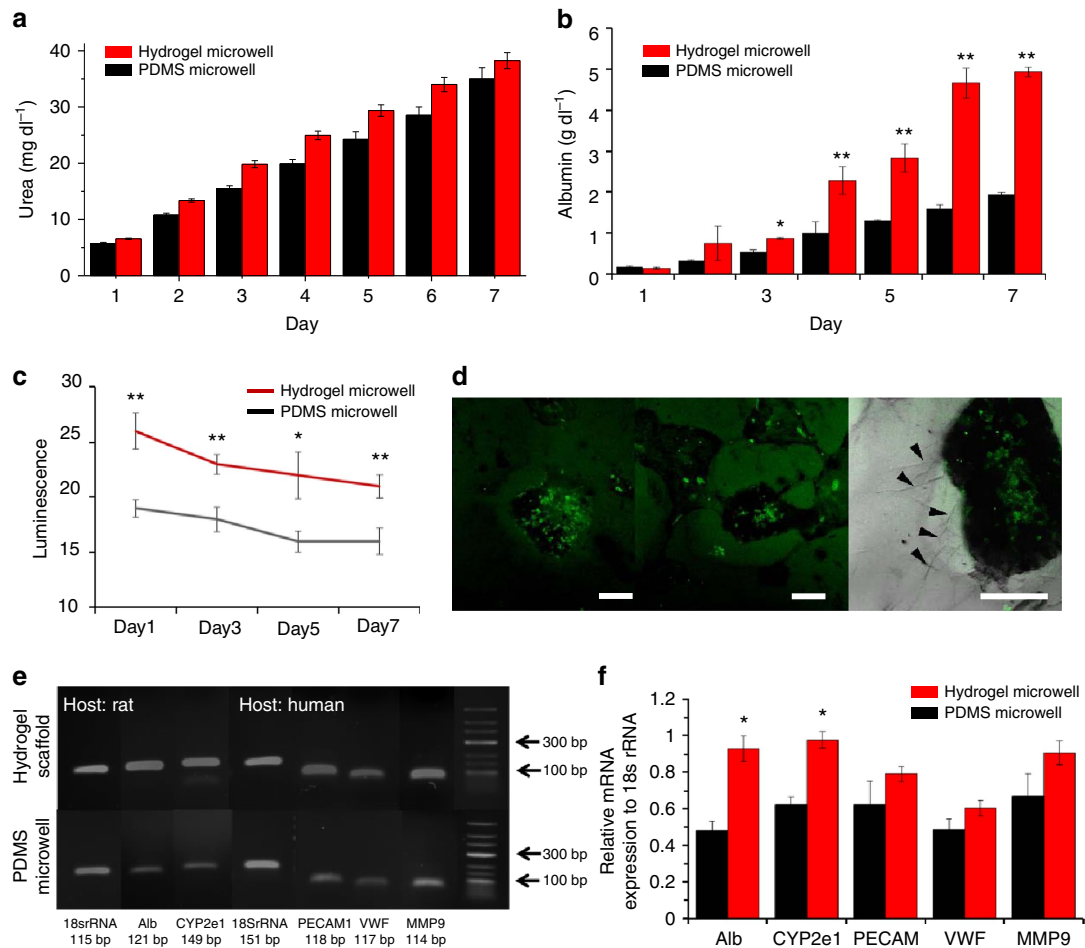 a
Urea (mg dl⁻¹)
Hydrogel microwell
PDMS microwell
40
30
20
10
0
1 2 3 4 5 6 7
Day
b
Albumin (g dl⁻¹)
Hydrogel microwell
PDMS microwell
6
5
4
3
2
1
0
* ** ** ** **
1 3 5 7
Day
c
Luminescence
Hydrogel microwell
PDMS microwell
30
25
20
15
10
** ** * **
Day1 Day3 Day5 Day7
d
e
Hydrogel
scaffold
Host: rat Host: human
300 bp
100 bp
PDMS
microwell
300 bp
100 bp
18srRNA Alb CYP2e1 18SrRNA PECAM1 VWF MMP9
115 bp 121 bp 149 bp 151 bp 118 bp 117 bp 114 bp
f
Relative mRNA
expression to 18s rRNA
Hydrogel microwell
PDMS microwell
1.2
1
0.8
0.6
0.4
0.2
0
* *
Alb CYP2e1 PECAM VWF MMP9